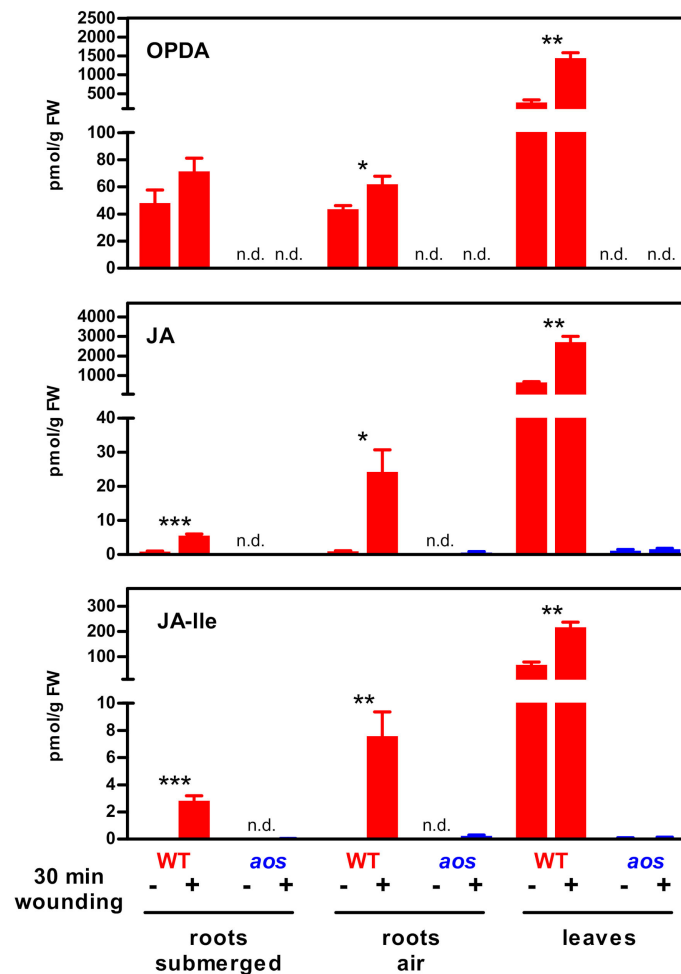 OPDA
pmol/g FW
2500
2000
1500
1000
500
100
80
60
40
20
0
n.d. n.d.
*
n.d. n.d.
**
n.d. n.d.
JA
pmol/g FW
4000
3000
2000
1000
40
30
20
10
0
***
n.d.
*
n.d.
**
JA-Ile
pmol/g FW
300
200
100
10
8
6
4
2
0
***
n.d.
**
n.d.
**
WT aos WT aos WT aos
30 min wounding
- + - + - + - + - + - +
roots submerged
roots air
leaves